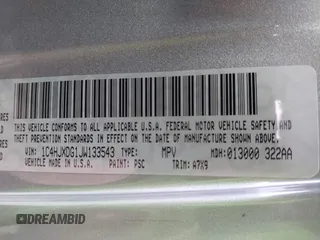 THIS VEHICLE CONFORMS TO ALL APPLICABLE U.S.A. FEDERAL MOTOR VEHICLE SAFETY AND
THEFT PREVENTION STANDARDS IN EFFECT ON THE DATE OF MANUFACTURE SHOWN ABOVE.
VIN: 1C4HJXDG1JW133543 TYPE: MPV MDH: 013000 322AA
VEHICLE MADE IN U.S.A. PAINT: PSC TRIM: A7X9
DREAMBID